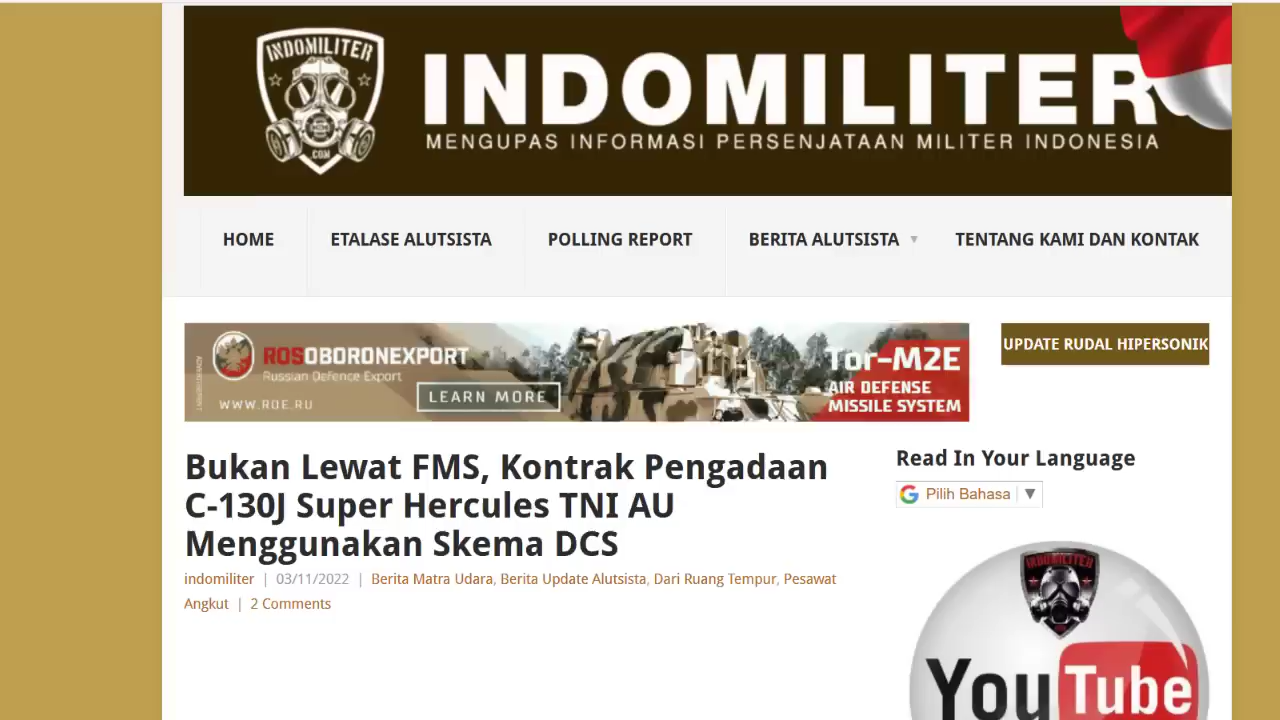 INDOMILITER
.COM
INDOMILITER
MENGUPAS INFORMASI PERSENJATAAN MILITER INDONESIA
HOME
ETALASE ALUTSISTA
POLLING REPORT
BERITA ALUTSISTA ▼
TENTANG KAMI DAN KONTAK
ROSOBORONEXPORT
Russian Defence Export
WWW.ROE.RU
LEARN MORE
Tor-M2E
AIR DEFENSE
MISSILE SYSTEM
UPDATE RUDAL HIPERSONIK
Bukan Lewat FMS, Kontrak Pengadaan
C-130J Super Hercules TNI AU
Menggunakan Skema DCS
indomiliter | 03/11/2022 | Berita Matra Udara, Berita Update Alutsista, Dari Ruang Tempur, Pesawat
Angkut | 2 Comments
Read In Your Language
Pilihan Bahasa ▼
INDOMILITER
YouTube